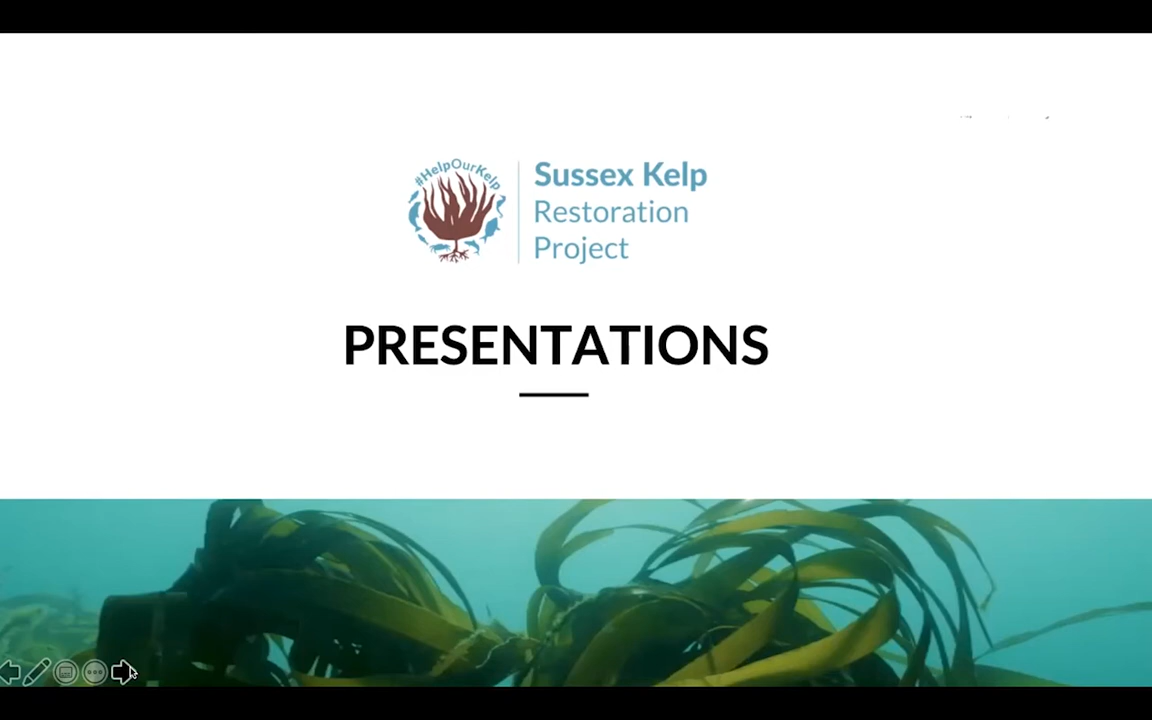 #HelpOurKelp
Sussex Kelp
Restoration
Project
PRESENTATIONS